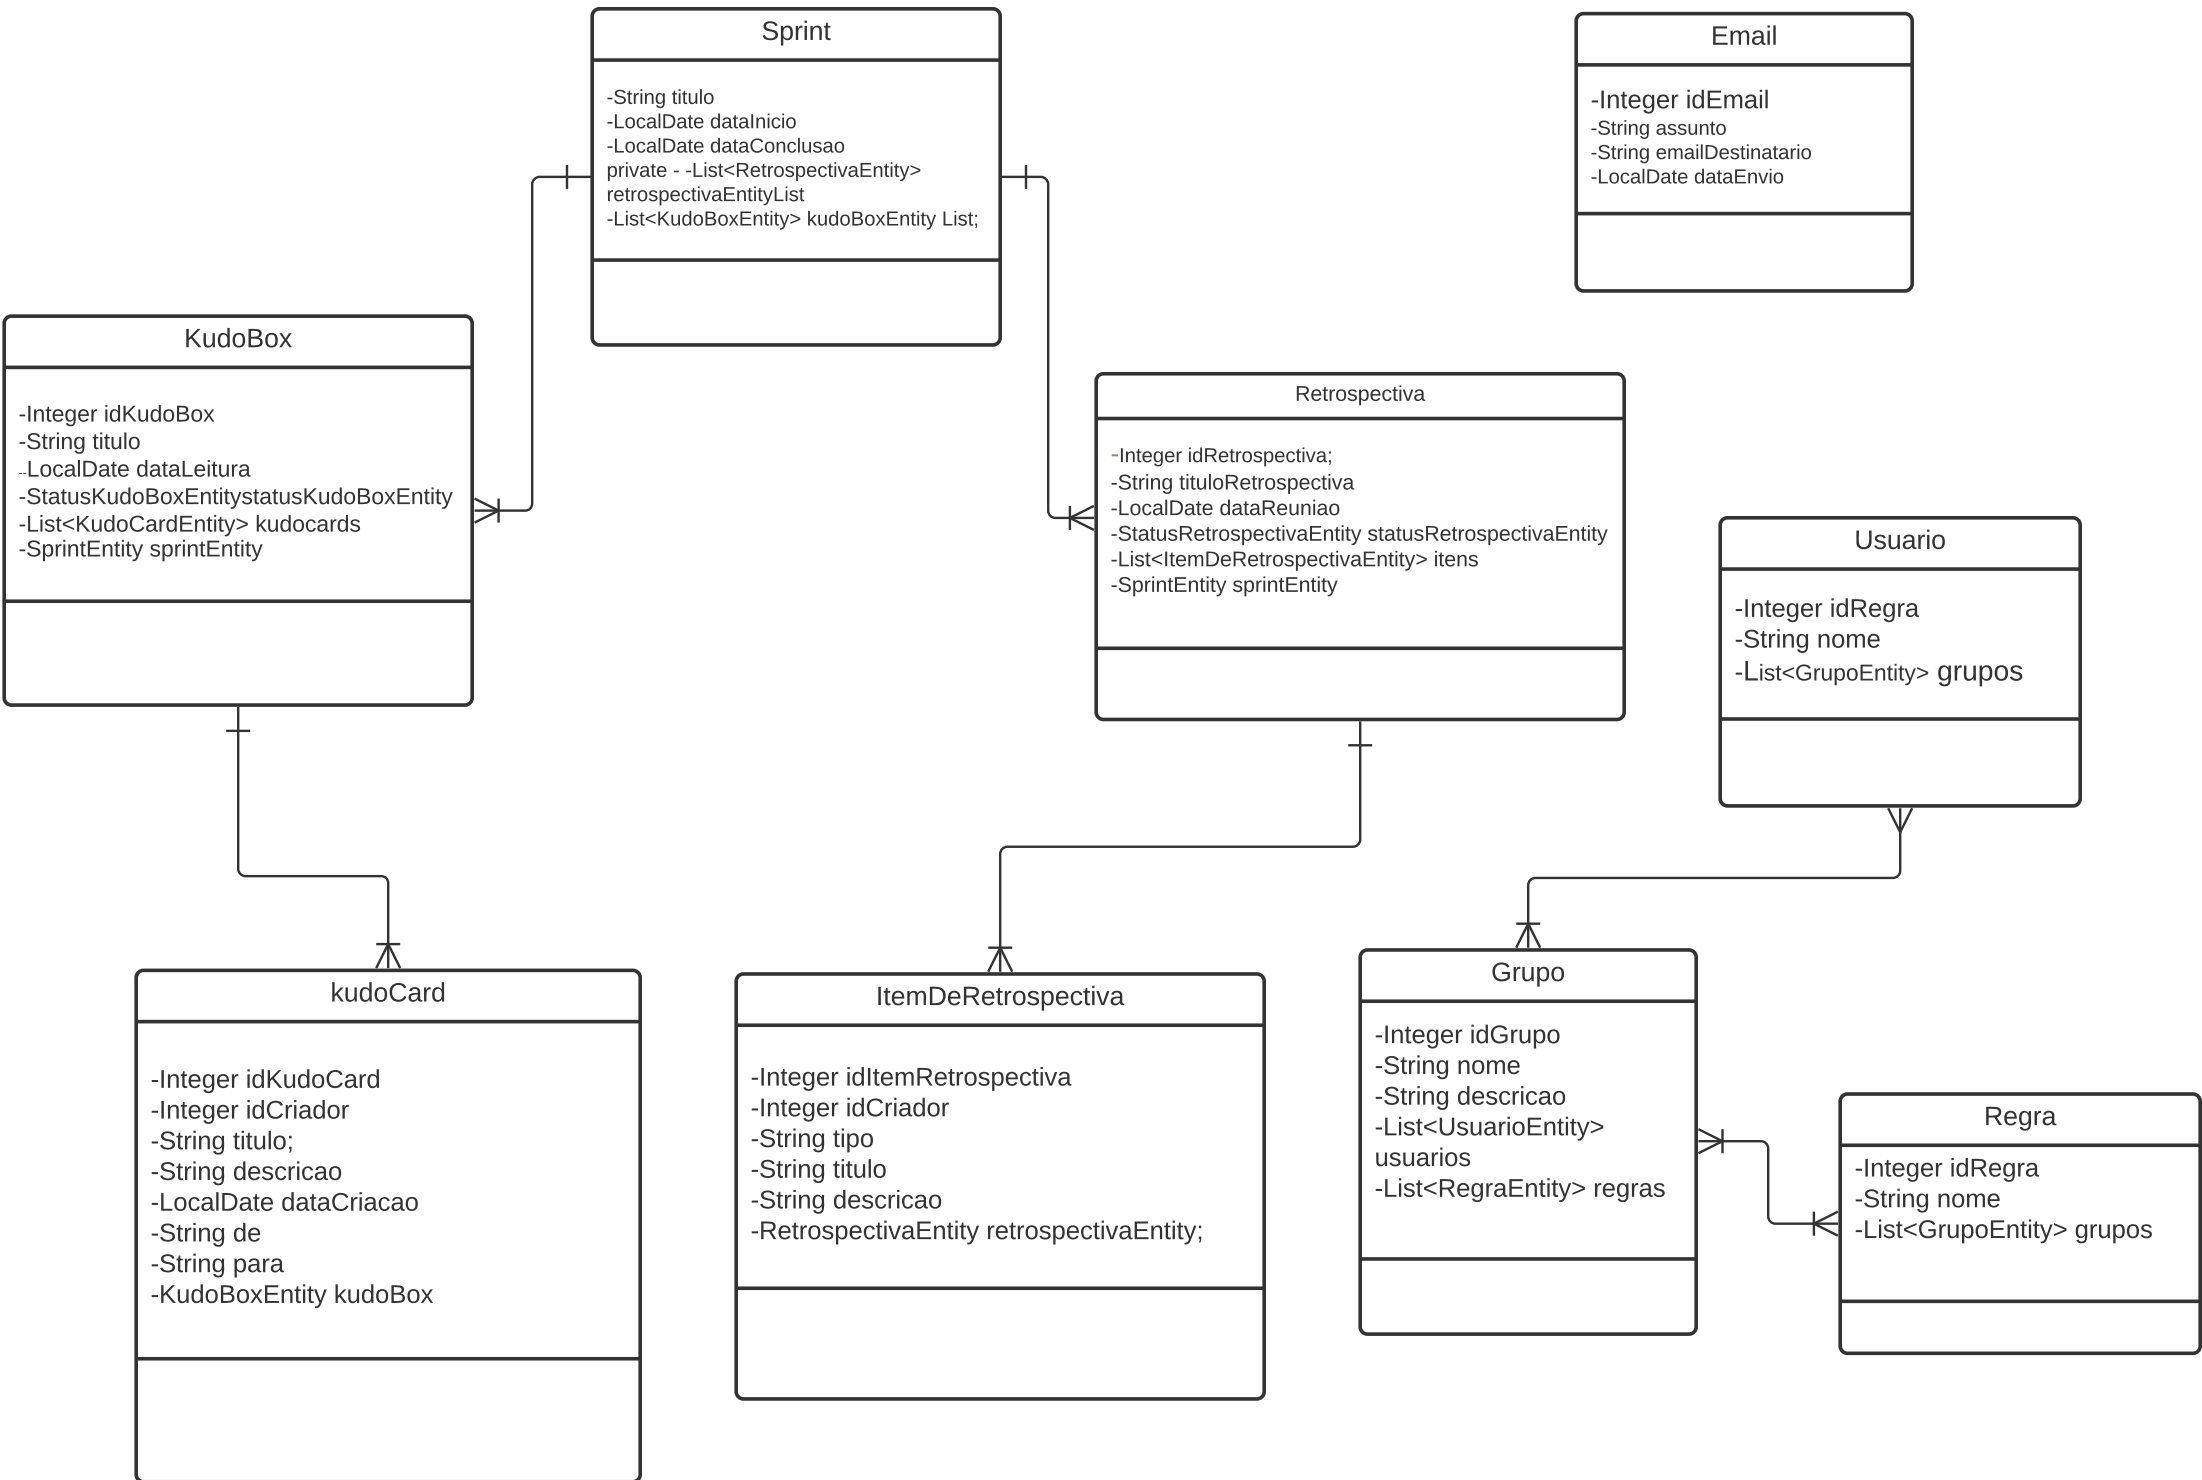 Sprint
-String titulo
-LocalDate dataInicio
-LocalDate dataConclusao
private - -List<RetrospectivaEntity>
retrospectivaEntityList
-List<KudoBoxEntity> kudoBoxEntity List;
Email
-Integer idEmail
-String assunto
-String emailDestinatario
-LocalDate dataEnvio
KudoBox
-Integer idKudoBox
-String titulo
--LocalDate dataLeitura
-StatusKudoBoxEntitystatusKudoBoxEntity
-List<KudoCardEntity> kudocards
-SprintEntity sprintEntity
Retrospectiva
-Integer idRetrospectiva;
-String tituloRetrospectiva
-LocalDate dataReuniao
-StatusRetrospectivaEntity statusRetrospectivaEntity
-List<ItemDeRetrospectivaEntity> itens
-SprintEntity sprintEntity
Usuario
-Integer idRegra
-String nome
-List<GrupoEntity> grupos
kudoCard
-Integer idKudoCard
-Integer idCriador
-String titulo;
-String descricao
-LocalDate dataCriacao
-String de
-String para
-KudoBoxEntity kudoBox
ItemDeRetrospectiva
-Integer idItemRetrospectiva
-Integer idCriador
-String tipo
-String titulo
-String descricao
-RetrospectivaEntity retrospectivaEntity;
Grupo
-Integer idGrupo
-String nome
-String descricao
-List<UsuarioEntity>
usuarios
-List<RegraEntity> regras
Regra
-Integer idRegra
-String nome
-List<GrupoEntity> grupos